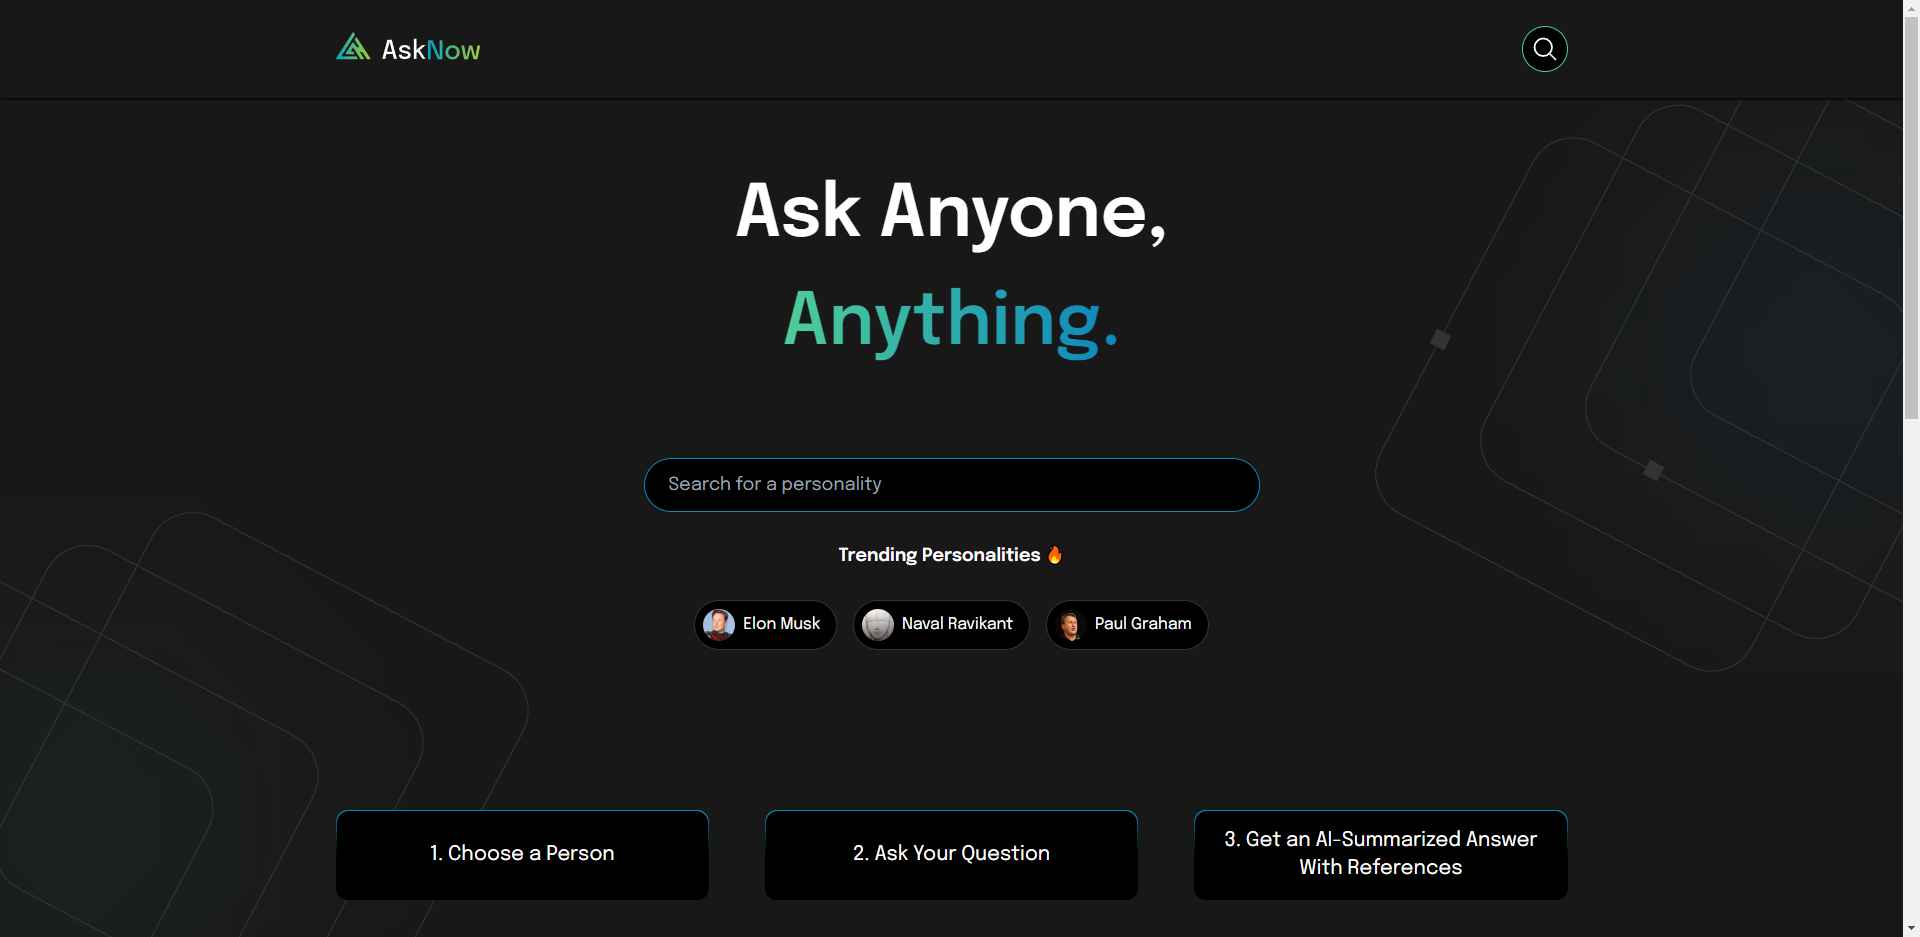 AskNow
Ask Anyone,
Anything.
Search for a personality
Trending Personalities 🔥
Elon Musk
Naval Ravikant
Paul Graham
1. Choose a Person
2. Ask Your Question
3. Get an AI-Summarized Answer
With References